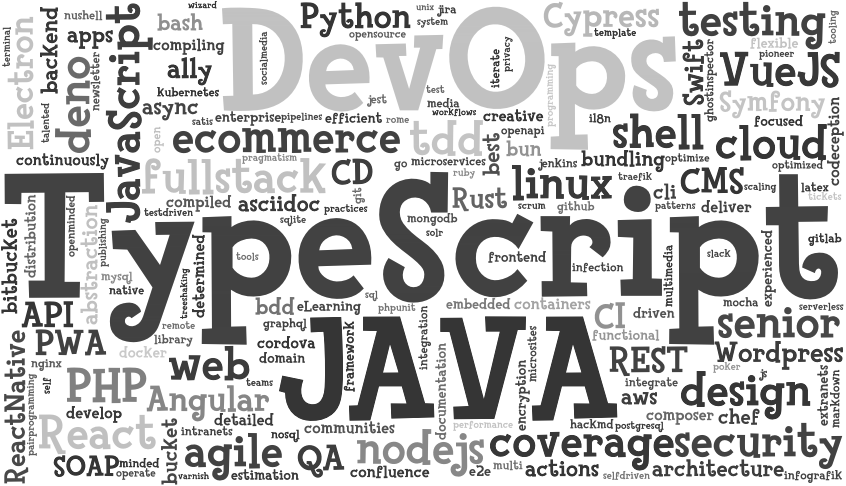 terminal
Electron
talented
backend
nushell
apps
deno
newsletter
JavaScript
wizard
bash
compiling
ally
kubernetes
async
satis
socialmedia
DevOps
Python
unix
jira
system
opensource
iterate
privacy
Cypress
template
programming
testing
Swift
ghostinspector
flexible
pioneer
tooling
VueJS
Symfony
focused
codeception
enterprise
pipelines
efficient
jest
rome
test
media
workflows
creative
openapi
il8n
continuously
open
ecommerce
tdd
best
bun
shell
cloud
optimize
optimized
pragmatism
fullstack
CD
go
microservices
ruby
jenkins
bundling
traefik
linux
cli
CMS
scaling
latex
tickets
compiled
asciidoc
git
Rust
scrum
github
patterns
deliver
testdriven
sqlite
practices
mongodb
solr
TypeScript
distribution
openminded
abstraction
publishing
bitbucket
mysql
native
treeshaking
determined
tools
frontend
infection
multimedia
slack
experienced
gitlab
API
remote
library
bdd
eLearning
sql
phpunit
embedded
containers
CI
driven
mocha
serverless
functional
senior
PWA
docker
graphql
cordova
domain
framework
JAVA
integration
REST
Wordpress
poker
js
ReactNative
nginx
self
pairprogramming
PHP
web
teams
Angular
develop
detailed
documentation
encryption
microsites
integrate
aws
design
extranets
markdown
composer
chef
React
bucket
intranets
nosql
communities
performance
hackmd
postgresql
SOAP
minded
operate
agile
varnish
estimation
QA
confluence
nodejs
e2e
coverage
security
multi
actions
selfdriven
architecture
infografik